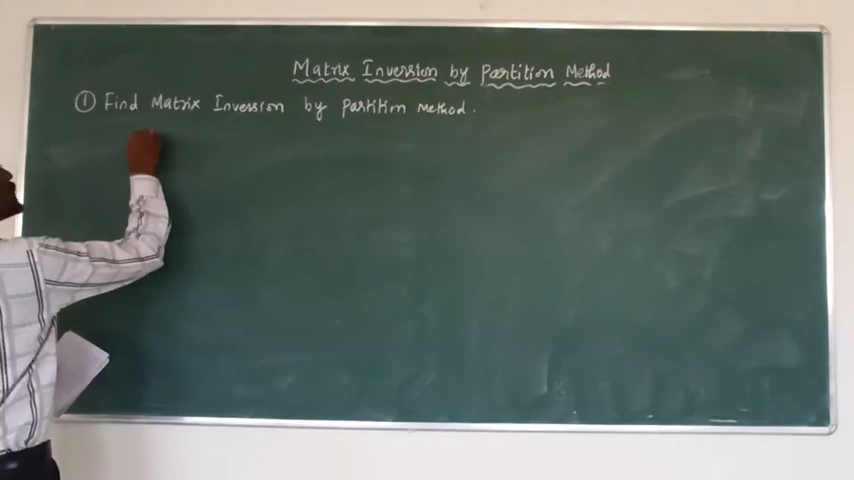 Matrix Inversion by Partition Method
① Find Matrix Inversion by Partition Method.